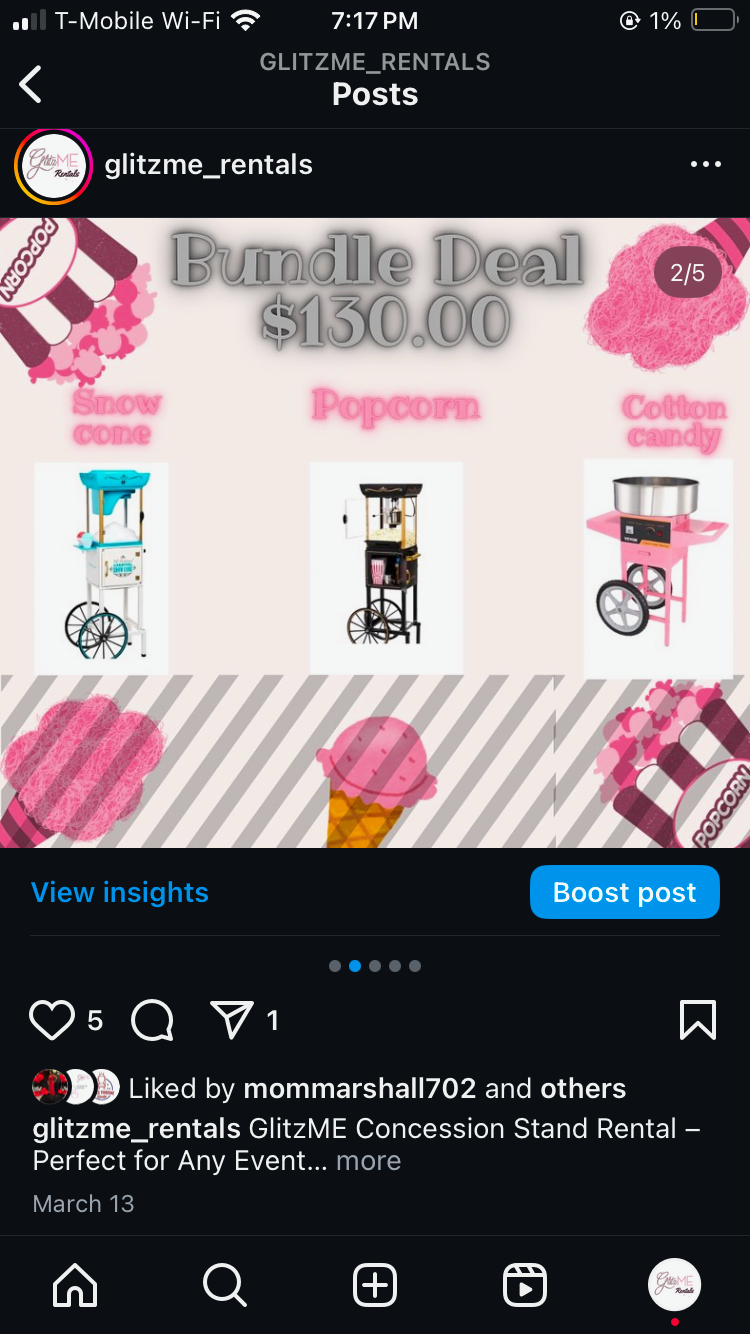 T-Mobile Wi-Fi 7:17 PM 1%
GLITZME_RENTALS
Posts
GlitzME
Rentals
glitzme_rentals
POPCORN
Bundle Deal
$130.00
2/5
Snow
cone
Popcorn
Cotton
candy
POPCORN
View insights
Boost post
5 1
Liked by mommarshall702 and others
glitzme_rentals GlitzME Concession Stand Rental –
Perfect for Any Event... more
March 13
GlitzME
Rentals